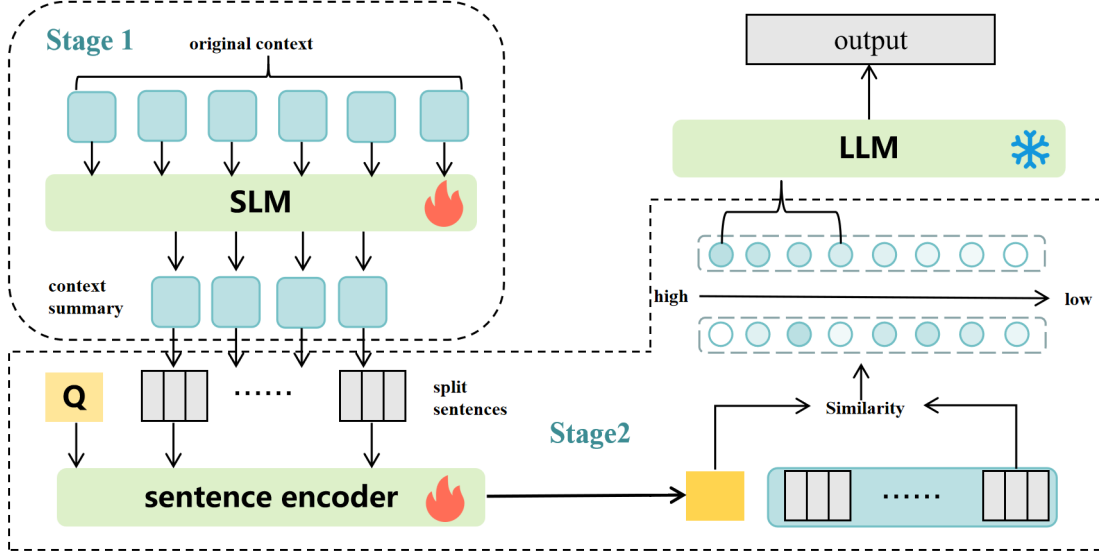 Stage 1
original context
SLM
context
summary
Q
......
split
sentences
sentence encoder
Stage2
output
LLM
high
low
Similarity
......